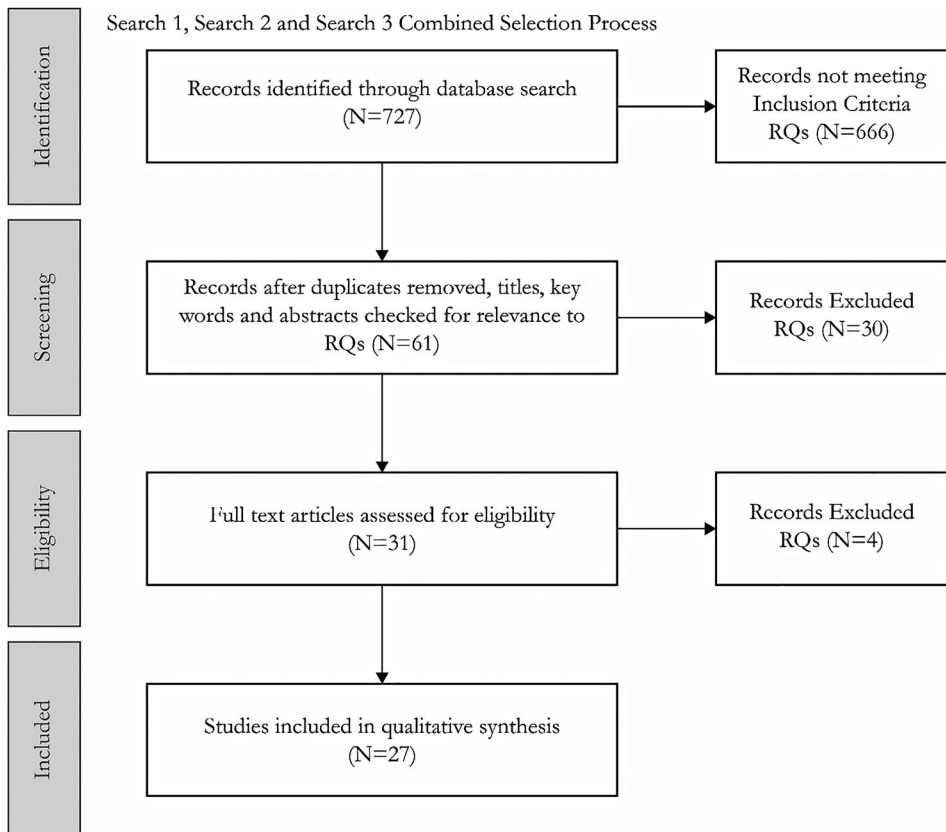 Search 1, Search 2 and Search 3 Combined Selection Process
Identification
Records identified through database search
(N=727)
Records not meeting
Inclusion Criteria
RQs (N=666)
Screening
Records after duplicates removed, titles, key
words and abstracts checked for relevance to
RQs (N=61)
Records Excluded
RQs (N=30)
Eligibility
Full text articles assessed for eligibility
(N=31)
Records Excluded
RQs (N=4)
Included
Studies included in qualitative synthesis
(N=27)